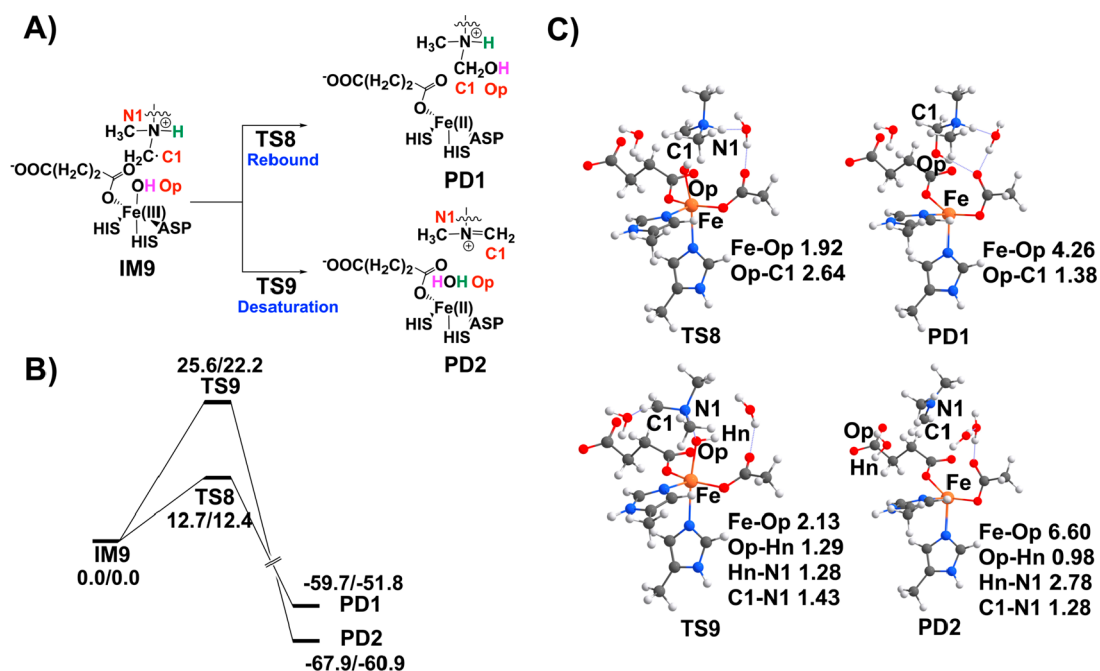 A)
N1
H₃C
N
⊕
H
H₂C
C1
⁻OOC(H₂C)₂
O
O
OH Op
Fe(III)
HIS
ASP
HIS
IM9
TS8
Rebound
TS9
Desaturation
H₃C
N
⊕
H
CH₂OH
C1 Op
⁻OOC(H₂C)₂
O
O
Fe(II)
HIS
ASP
HIS
PD1
N1
H₃C
N
CH₂
⊕
C1
⁻OOC(H₂C)₂
O
O
HOH Op
Fe(II)
HIS
ASP
HIS
PD2
B)
25.6/22.2
TS9
TS8
12.7/12.4
IM9
0.0/0.0
-59.7/-51.8
PD1
PD2
-67.9/-60.9
C)
C1
N1
Op
Fe
Fe-Op 1.92
Op-C1 2.64
TS8
C1
Op
Fe
Fe-Op 4.26
Op-C1 1.38
PD1
N1
C1
Hn
Op
Fe
Fe-Op 2.13
Op-Hn 1.29
Hn-N1 1.28
C1-N1 1.43
TS9
N1
C1
Op
Hn
Fe
Fe-Op 6.60
Op-Hn 0.98
Hn-N1 2.78
C1-N1 1.28
PD2